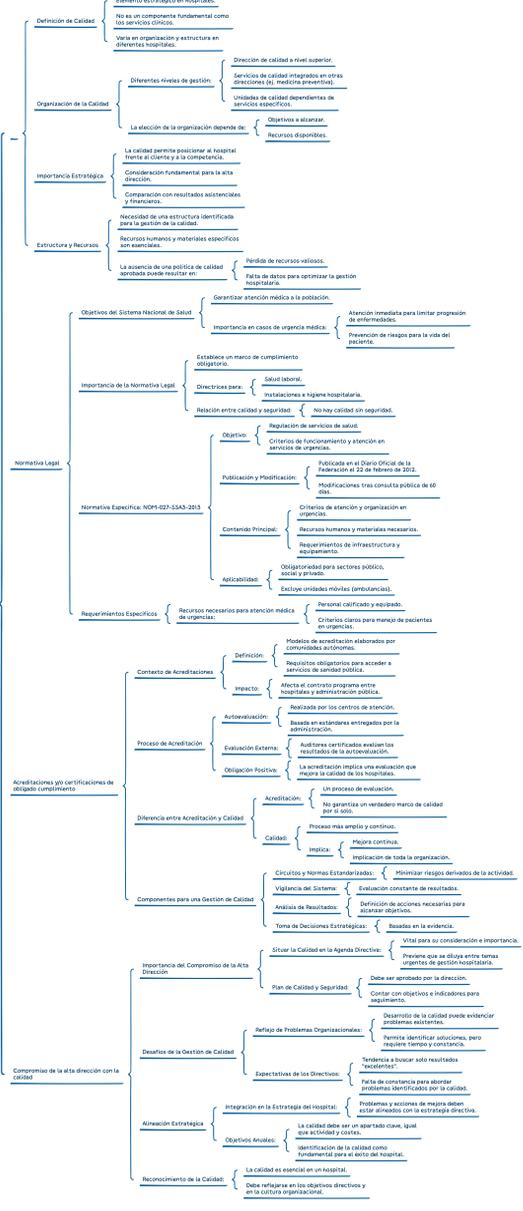 Elemento estratégico en hospitales.
Definición de Calidad
No es un componente fundamental como
los servicios clínicos.
Varía en organización y estructura en
diferentes hospitales.
Organización de la Calidad
Diferentes niveles de gestión:
Dirección de calidad a nivel superior.
Servicios de calidad integrados en otras
direcciones (ej. medicina preventiva).
Unidades de calidad dependientes de
servicios específicos.
La elección de la organización depende de:
Objetivos a alcanzar.
Recursos disponibles.
Importancia Estratégica
La calidad permite posicionar al hospital
frente al cliente y a la competencia.
Consideración fundamental para la alta
dirección.
Comparación con resultados asistenciales
y financieros.
Estructura y Recursos
Necesidad de una estructura identificada
para la gestión de la calidad.
Recursos humanos y materiales específicos
son esenciales.
La ausencia de una política de calidad
aprobada puede resultar en:
Pérdida de recursos valiosos.
Falta de datos para optimizar la gestión
hospitalaria.
Normativa Legal
Objetivos del Sistema Nacional de Salud
Garantizar atención médica a la población.
Importancia en casos de urgencia médica:
Atención inmediata para limitar progresión
de enfermedades.
Prevención de riesgos para la vida del
paciente.
Importancia de la Normativa Legal
Establece un marco de cumplimiento
obligatorio.
Directrices para:
Salud laboral.
Instalaciones e higiene hospitalaria.
Relación entre calidad y seguridad:
No hay calidad sin seguridad.
Normativa Específica: NOM-027-SSA3-2013
Objetivo:
Regulación de servicios de salud.
Criterios de funcionamiento y atención en
servicios de urgencias.
Publicación y Modificación:
Publicada en el Diario Oficial de la
Federación el 22 de febrero de 2012.
Modificaciones tras consulta pública de 60
días.
Contenido Principal:
Criterios de atención y organización en
urgencias.
Recursos humanos y materiales necesarios.
Requerimientos de infraestructura y
equipamiento.
Aplicabilidad:
Obligatoriedad para sectores público,
social y privado.
Excluye unidades móviles (ambulancias).
Requerimientos Específicos
Recursos necesarios para atención médica
de urgencias:
Personal calificado y equipado.
Criterios claros para manejo de pacientes
en urgencias.
Acreditaciones y/o certificaciones de
obligado cumplimiento
Contexto de Acreditaciones
Definición:
Modelos de acreditación elaborados por
comunidades autónomas.
Requisitos obligatorios para acceder a
servicios de sanidad pública.
Impacto:
Afecta el contrato programa entre
hospitales y administración pública.
Proceso de Acreditación
Autoevaluación:
Realizada por los centros de atención.
Basada en estándares entregados por la
administración.
Evaluación Externa:
Auditores certificados evalúan los
resultados de la autoevaluación.
Obligación Positiva:
La acreditación implica una evaluación que
mejora la calidad de los hospitales.
Diferencia entre Acreditación y Calidad
Acreditación:
Un proceso de evaluación.
No garantiza un verdadero marco de calidad
por sí solo.
Calidad:
Proceso más amplio y continuo.
Implica:
Mejora continua.
Implicación de toda la organización.
Componentes para una Gestión de Calidad
Circuitos y Normas Estandarizadas:
Minimizar riesgos derivados de la actividad.
Vigilancia del Sistema:
Evaluación constante de resultados.
Análisis de Resultados:
Definición de acciones necesarias para
alcanzar objetivos.
Toma de Decisiones Estratégicas:
Basadas en la evidencia.
Compromiso de la alta dirección con la
calidad
Importancia del Compromiso de la Alta
Dirección
Situar la Calidad en la Agenda Directiva:
Vital para su consideración e importancia.
Previene que se diluya entre temas
urgentes de gestión hospitalaria.
Plan de Calidad y Seguridad:
Debe ser aprobado por la dirección.
Contar con objetivos e indicadores para
seguimiento.
Desafíos de la Gestión de Calidad
Reflejo de Problemas Organizacionales:
Desarrollo de la calidad puede evidenciar
problemas existentes.
Permite identificar soluciones, pero
requiere tiempo y constancia.
Expectativas de los Directivos:
Tendencia a buscar solo resultados
"excelentes".
Falta de constancia para abordar
problemas identificados por la calidad.
Alineación Estratégica
Integración en la Estrategia del Hospital:
Problemas y acciones de mejora deben
estar alineados con la estrategia directiva.
Objetivos Anuales:
La calidad debe ser un apartado clave, igual
que actividad y costes.
Identificación de la calidad como
fundamental para el éxito del hospital.
Reconocimiento de la Calidad:
La calidad es esencial en un hospital.
Debe reflejarse en los objetivos directivos y
en la cultura organizacional.